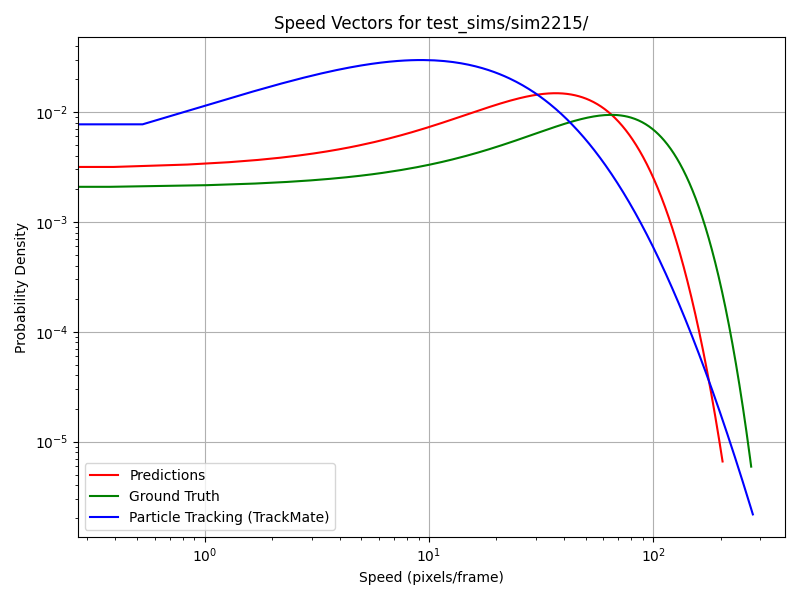 Speed Vectors for test_sims/sim2215/
Probability Density
10⁻²
10⁻³
10⁻⁴
10⁻⁵
Predictions
Ground Truth
Particle Tracking (TrackMate)
10⁰
10¹
10²
Speed (pixels/frame)